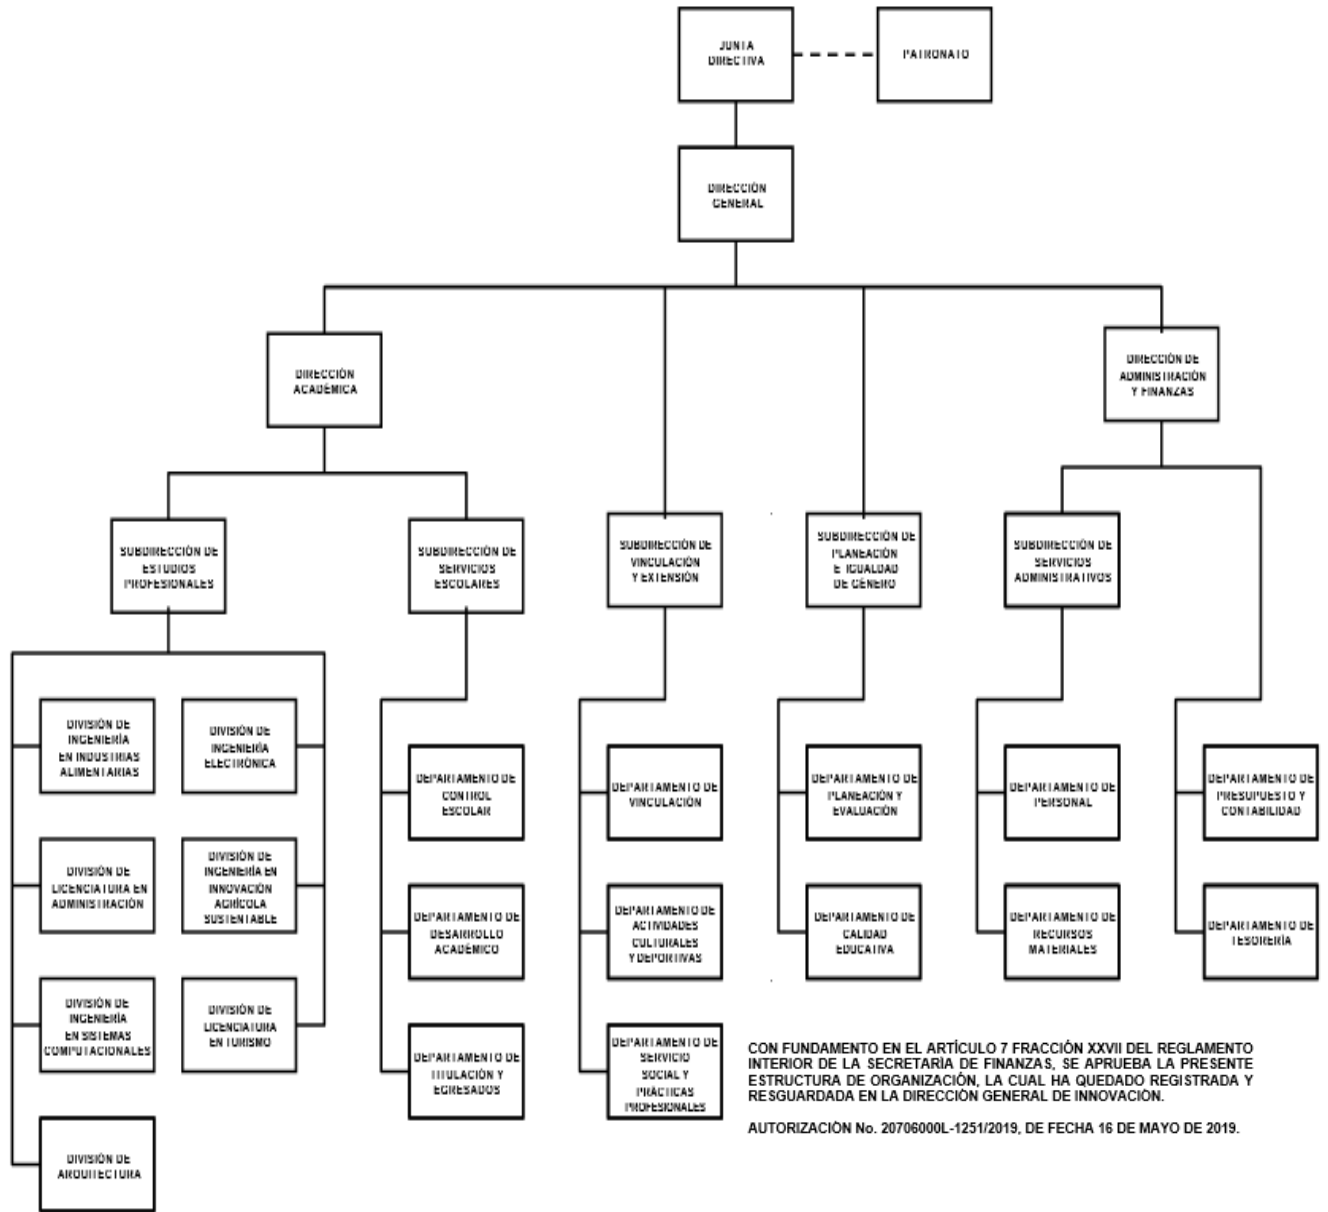 JUNTA
DIRECTIVA
PATRONATO
DIRECCIÓN
GENERAL
DIRECCIÓN
ACADÉMICA
DIRECCIÓN DE
ADMINISTRACIÓN
Y FINANZAS
SUBDIRECCIÓN DE
ESTUDIOS
PROFESIONALES
SUBDIRECCIÓN DE
SERVICIOS
ESCOLARES
SUBDIRECCIÓN DE
VINCULACIÓN
Y EXTENSIÓN
SUBDIRECCIÓN DE
PLANEACIÓN
E IGUALDAD
DE GÉNERO
SUBDIRECCIÓN DE
SERVICIOS
ADMINISTRATIVOS
DIVISIÓN DE
INGENIERÍA
EN INDUSTRIAS
ALIMENTARIAS
DIVISIÓN DE
INGENIERÍA
ELECTRÓNICA
DEPARTAMENTO DE
CONTROL
ESCOLAR
DEPARTAMENTO DE
VINCULACIÓN
DEPARTAMENTO DE
PLANEACIÓN Y
EVALUACIÓN
DEPARTAMENTO DE
PERSONAL
DEPARTAMENTO DE
PRESUPUESTO Y
CONTABILIDAD
DIVISIÓN DE
LICENCIATURA EN
ADMINISTRACIÓN
DIVISIÓN DE
INGENIERÍA EN
INNOVACIÓN
AGRÍCOLA
SUSTENTABLE
DEPARTAMENTO DE
DESARROLLO
ACADÉMICO
DEPARTAMENTO DE
ACTIVIDADES
CULTURALES
Y DEPORTIVAS
DEPARTAMENTO DE
CALIDAD
EDUCATIVA
DEPARTAMENTO DE
RECURSOS
MATERIALES
DEPARTAMENTO DE
TESORERÍA
DIVISIÓN DE
INGENIERÍA
EN SISTEMAS
COMPUTACIONALES
DIVISIÓN DE
LICENCIATURA
EN TURISMO
DEPARTAMENTO DE
TITULACIÓN Y
EGRESADOS
DEPARTAMENTO DE
SERVICIO
SOCIAL Y
PRÁCTICAS
PROFESIONALES
DIVISIÓN DE
ARQUITECTURA
CON FUNDAMENTO EN EL ARTÍCULO 7 FRACCIÓN XXVII DEL REGLAMENTO
INTERIOR DE LA SECRETARÍA DE FINANZAS, SE APRUEBA LA PRESENTE
ESTRUCTURA DE ORGANIZACIÓN, LA CUAL HA QUEDADO REGISTRADA Y
RESGUARDADA EN LA DIRECCIÓN GENERAL DE INNOVACIÓN.
AUTORIZACIÓN No. 20706000L-1251/2019, DE FECHA 16 DE MAYO DE 2019.